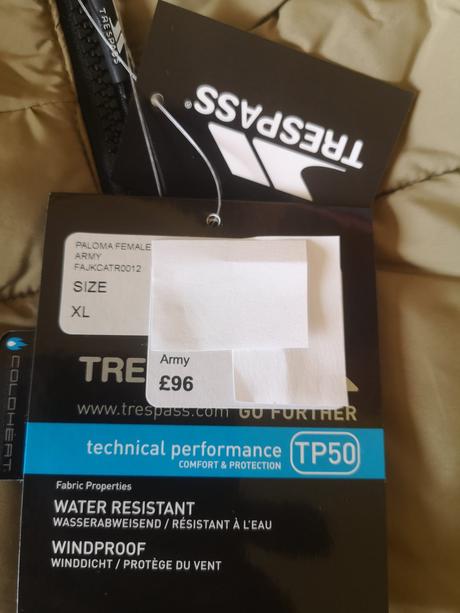 TRESPASS
TRESPASS®
PALOMA FEMALE
ARMY
FAJKCATR0012
SIZE
XL
Army
£96
www.trespass.com GO FURTHER
COLDHEAT
technical performance
COMFORT & PROTECTION
TP50
Fabric Properties
WATER RESISTANT
WASSERABWEISEND / RÉSISTANT À L'EAU
WINDPROOF
WINDDICHT / PROTÈGE DU VENT